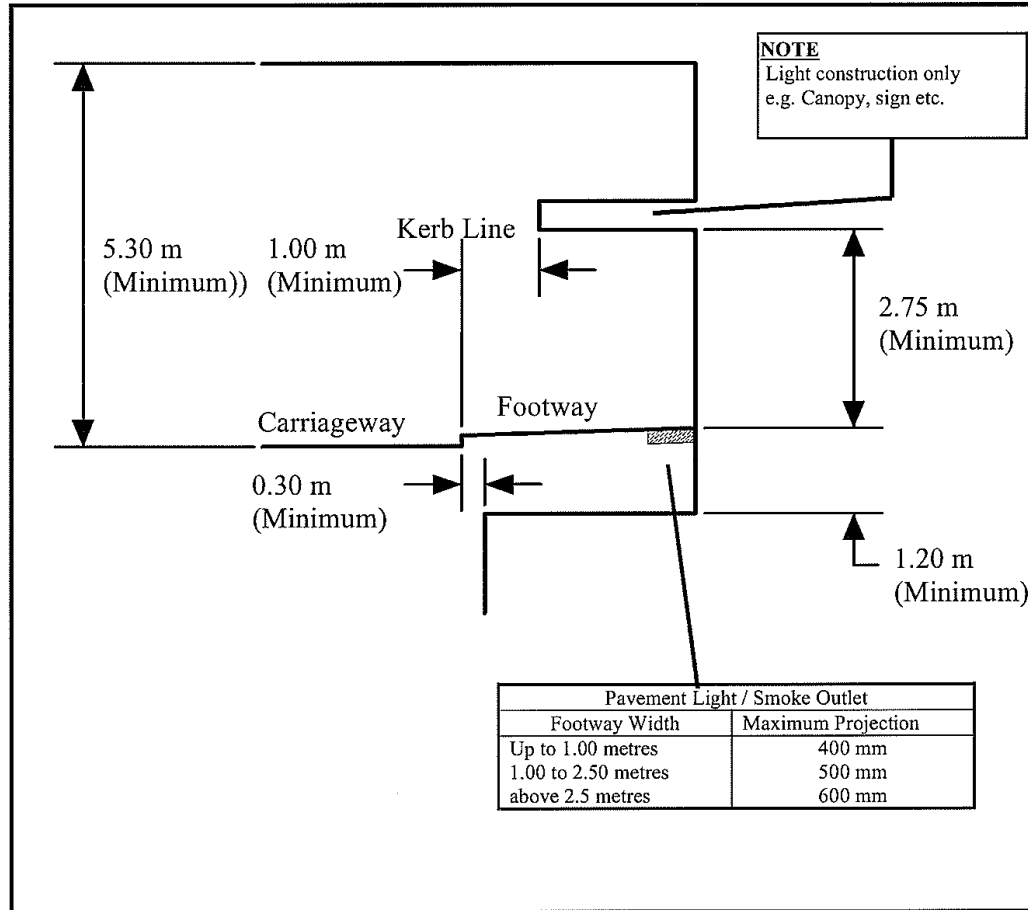 NOTE
Light construction only
e.g. Canopy, sign etc.
Kerb Line
5.30 m
(Minimum))
1.00 m
(Minimum)
2.75 m
(Minimum)
Carriageway
Footway
0.30 m
(Minimum)
1.20 m
(Minimum)
Pavement Light / Smoke Outlet
Footway Width Maximum Projection
Up to 1.00 metres 400 mm
1.00 to 2.50 metres 500 mm
above 2.5 metres 600 mm